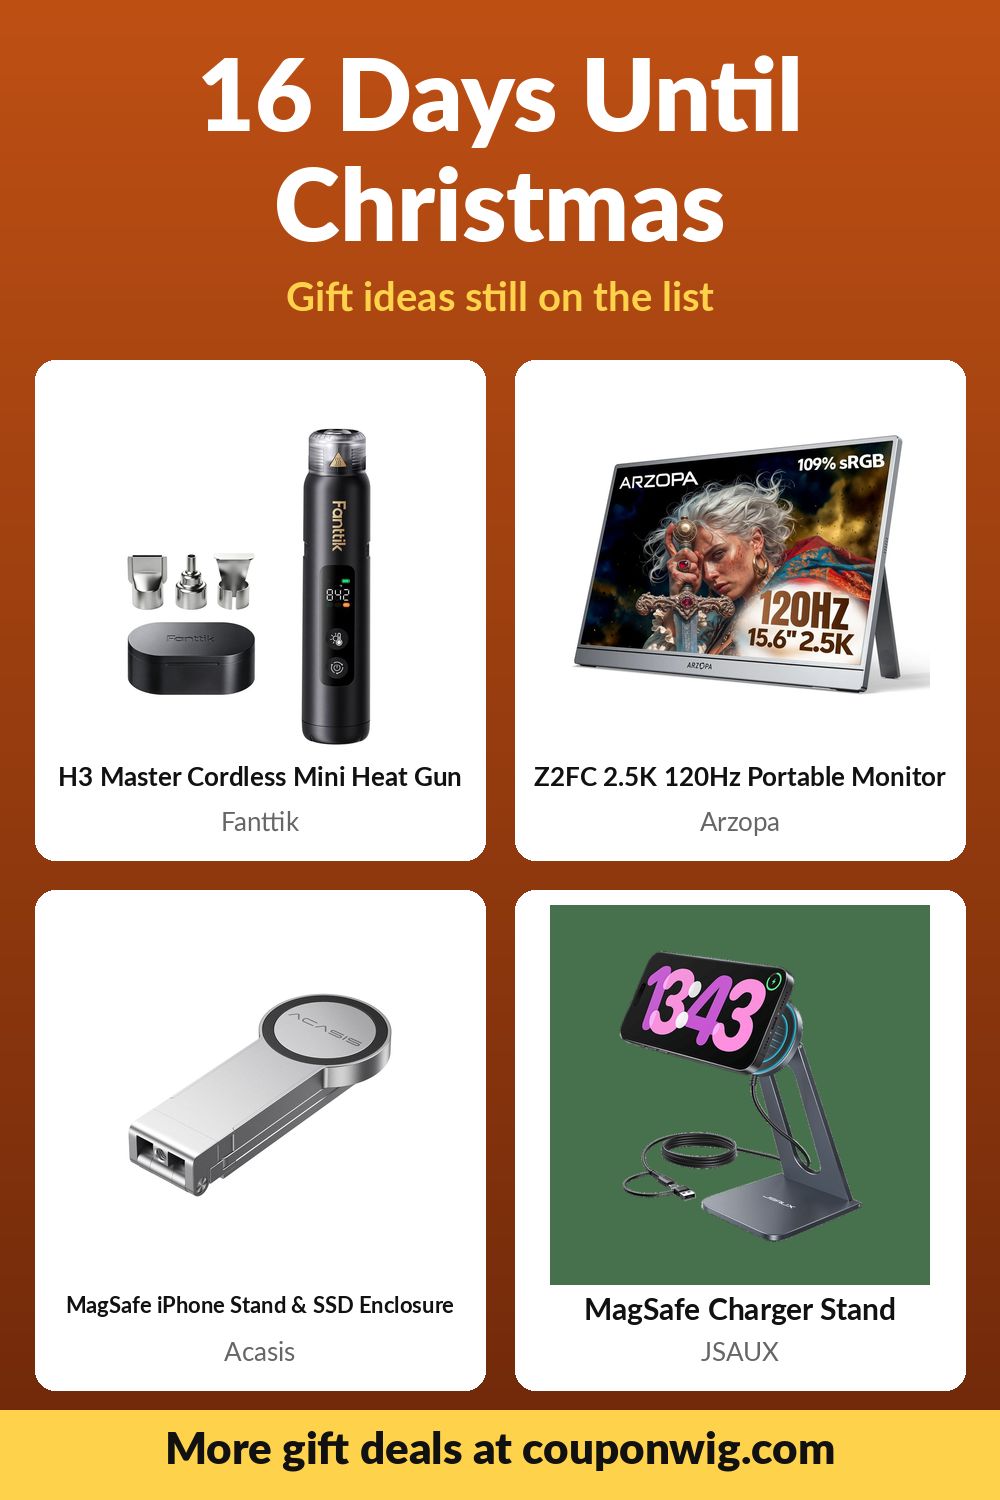 16 Days Until
Christmas
Gift ideas still on the list
Fanttik
842
Fanttik
H3 Master Cordless Mini Heat Gun
Fanttik
ARZOPA
109% sRGB
120Hz
15.6" 2.5K
ARZOPA
Z2FC 2.5K 120Hz Portable Monitor
Arzopa
ACASIS
MagSafe iPhone Stand & SSD Enclosure
Acasis
13:43
JSAUX
MagSafe Charger Stand
JSAUX
More gift deals at couponwig.com